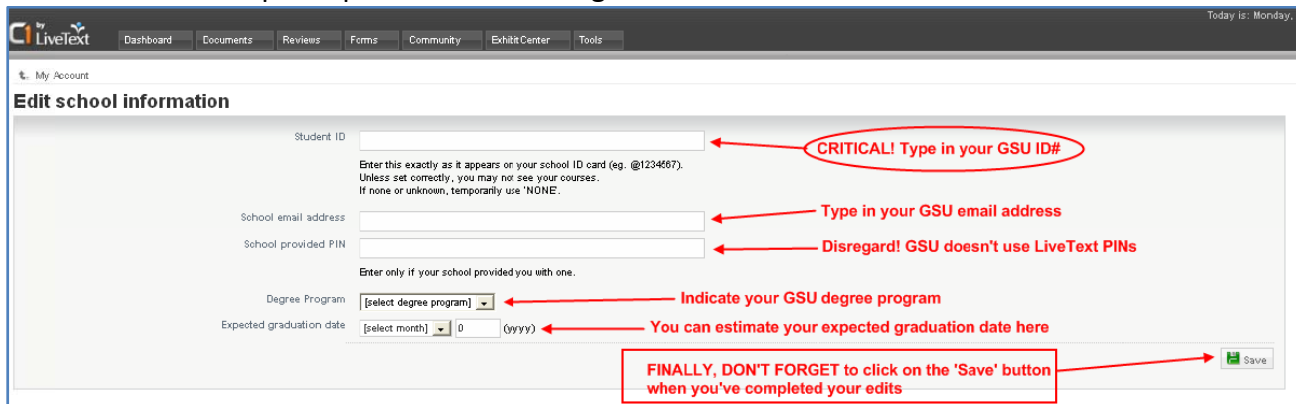 Today is: Monday,
C1 by LiveText Dashboard Documents Reviews Forms Community Exhibit Center Tools
My Account
Edit school information
Student ID
CRITICAL! Type in your GSU ID#
Enter this exactly as it appears on your school ID card (eg. @1234567).
Unless set correctly, you may not see your courses.
If none or unknown, temporarily use 'NONE'.
School email address
Type in your GSU email address
School provided PIN
Disregard! GSU doesn't use LiveText PINs
Enter only if your school provided you with one.
Degree Program [select degree program]
Indicate your GSU degree program
Expected graduation date [select month] 0 (yyyy)
You can estimate your expected graduation date here
Save
FINALLY, DON'T FORGET to click on the 'Save' button
when you've completed your edits